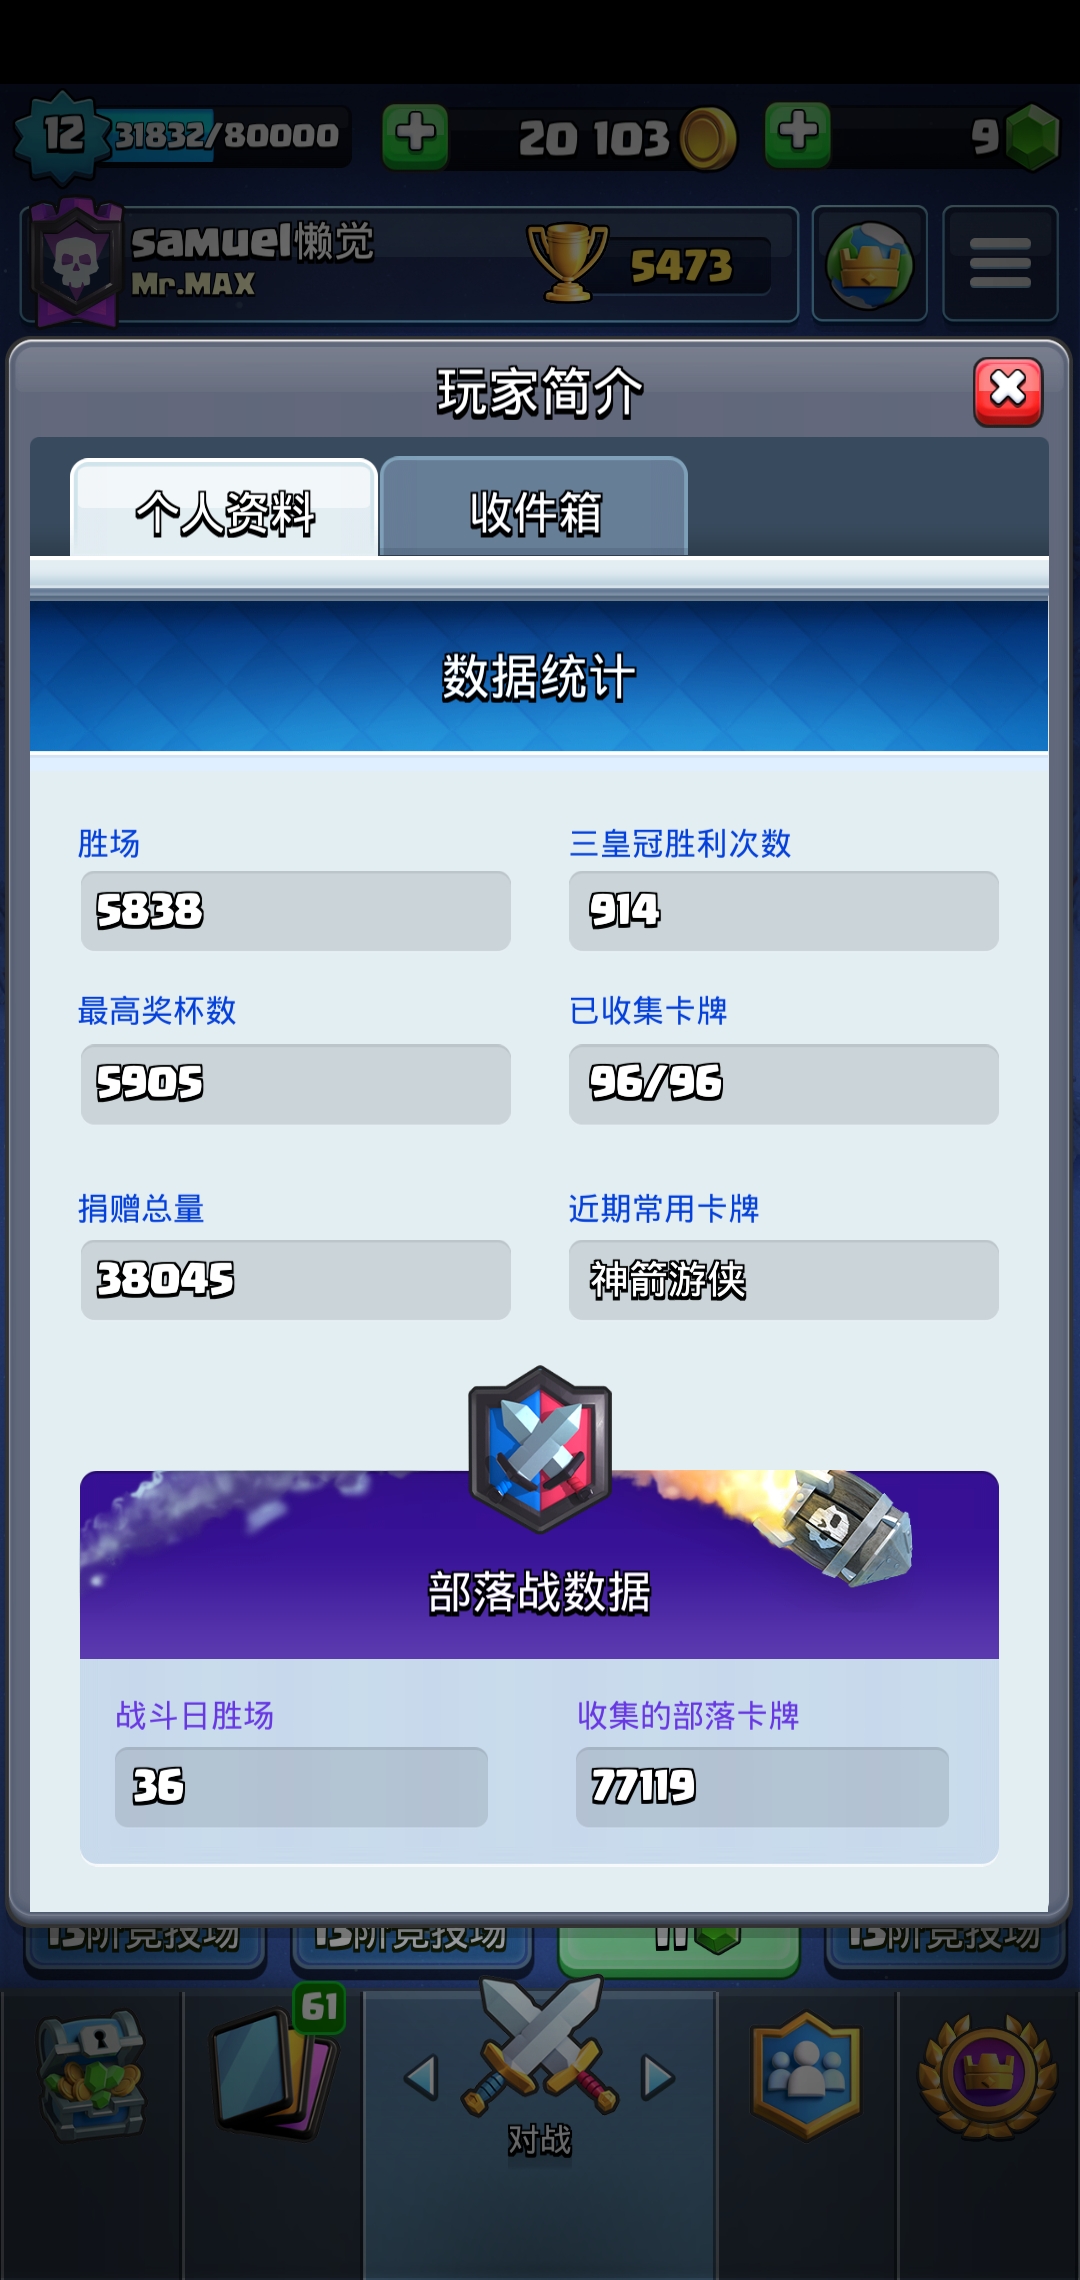 12 31832/80000 20 103 9
samuel懒觉
Mr.MAX
5473
玩家简介
个人资料 收件箱
数据统计
胜场 三皇冠胜利次数
5838 914
最高奖杯数 已收集卡牌
5905 96/96
捐赠总量 近期常用卡牌
38045 神箭游侠
部落战数据
战斗日胜场 收集的部落卡牌
36 77119
13阶竞技场 13阶竞技场 11 13阶竞技场
61
对战